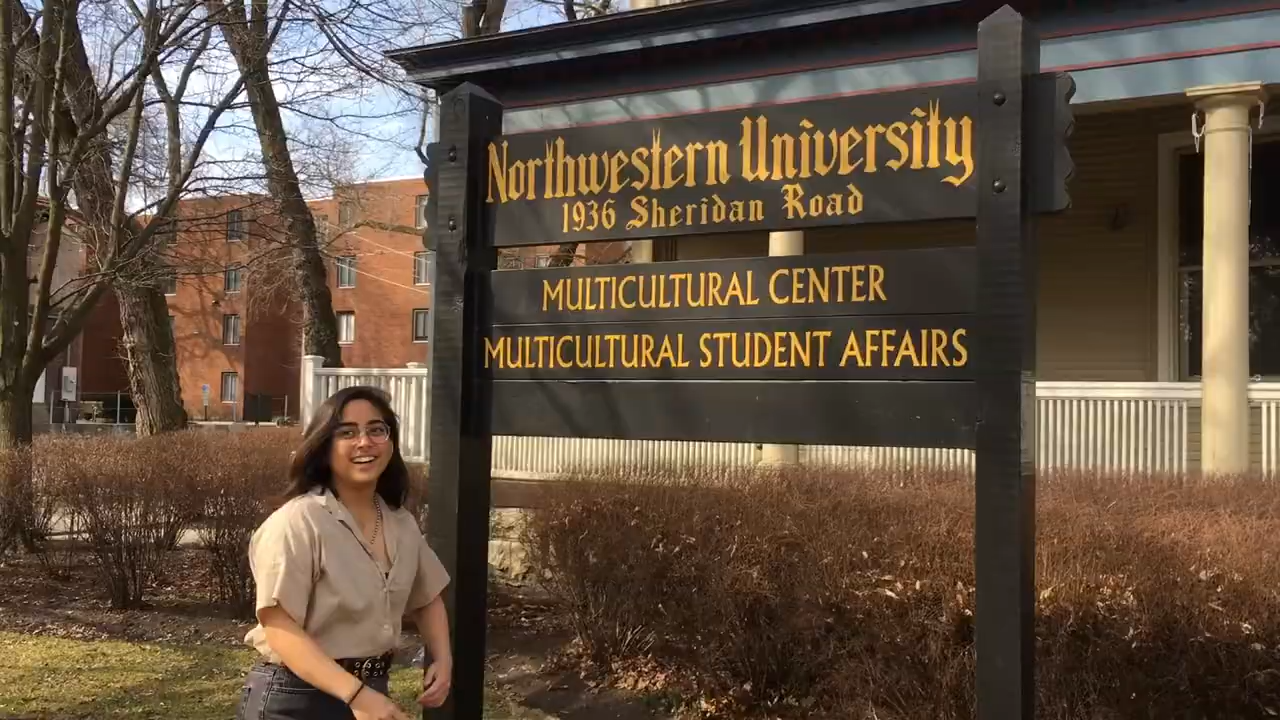 Northwestern University
1936 Sheridan Road
MULTICULTURAL CENTER
MULTICULTURAL STUDENT AFFAIRS